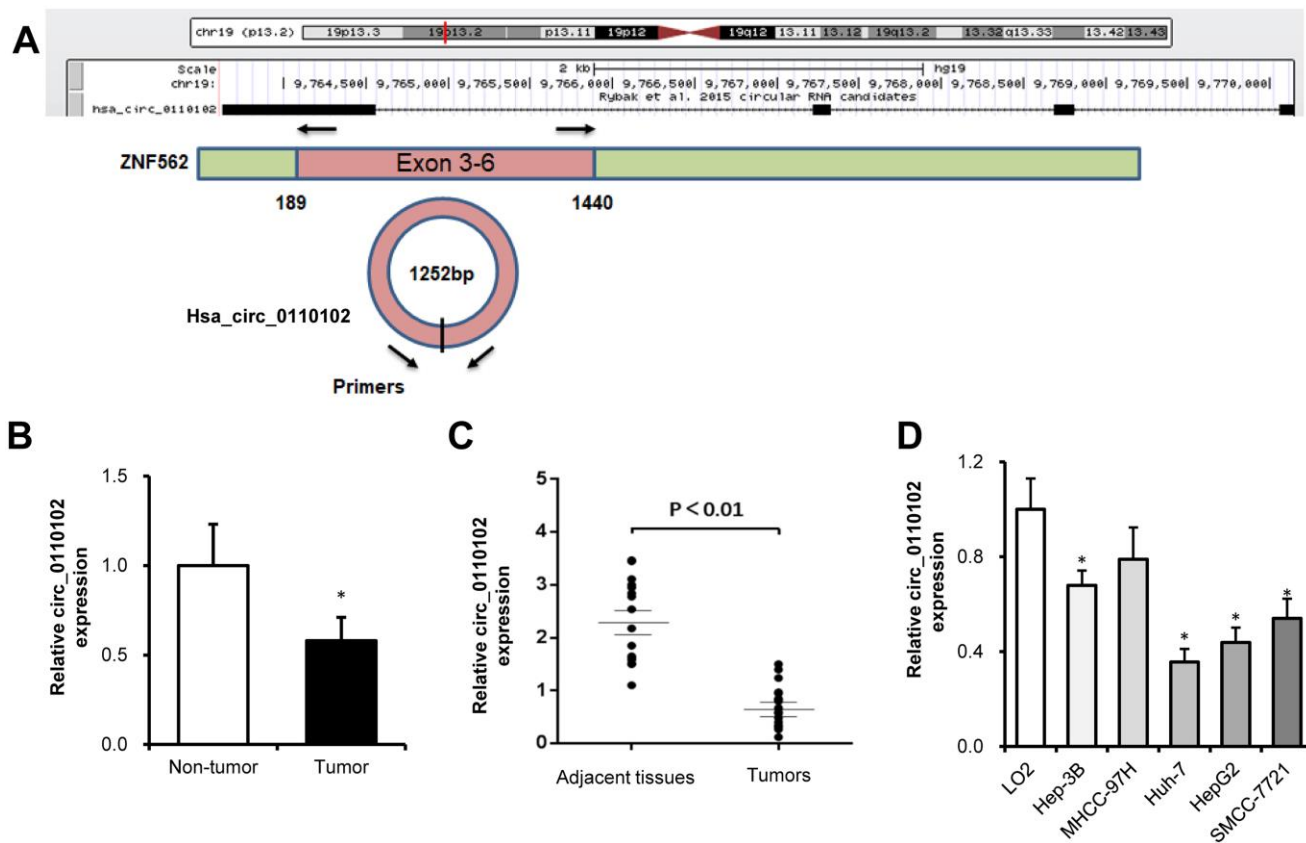 A
chr19 (p13.2) 19p13.3 19p13.2 p13.11 19p12 19q12 13.11 13.12 19q13.2 13.32 q13.33 13.42 13.43
Scale 2 kb hg19
chr19: 9,764,500 9,765,000 9,765,500 9,766,000 9,766,500 9,767,000 9,767,500 9,768,000 9,768,500 9,769,000 9,769,500 9,770,000
Rybak et al. 2015 circular RNA candidates
hsa_circ_0110102
ZNF562
Exon 3-6
189 1440
1252bp
Hsa_circ_0110102
Primers
B
Relative circ_0110102
expression
1.5
1.0
0.5
0.0
*
Non-tumor Tumor
C
Relative circ_0110102
expression
5
4
3
2
1
0
P < 0.01
Adjacent tissues Tumors
D
Relative circ_0110102
expression
1.2
0.8
0.4
0.0
* * * *
LO2 Hep-3B MHCC-97H Huh-7 HepG2 SMCC-7721